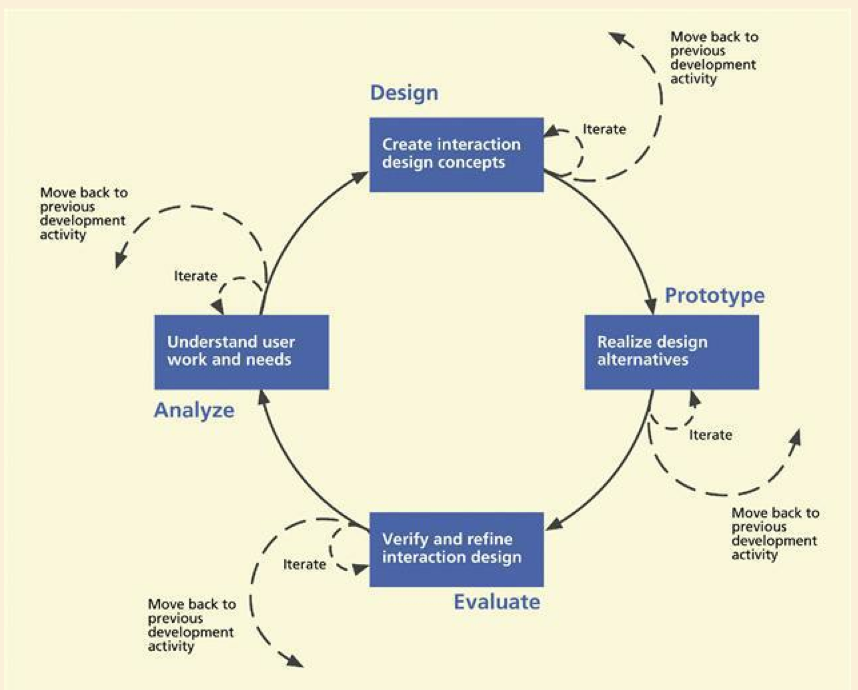 Move back to
previous
development
activity
Design
Create interaction
design concepts
Iterate
Move back to
previous
development
activity
Iterate
Prototype
Understand user
work and needs
Realize design
alternatives
Analyze
Iterate
Move back to
previous
development
activity
Verify and refine
interaction design
Iterate
Evaluate
Move back to
previous
development
activity